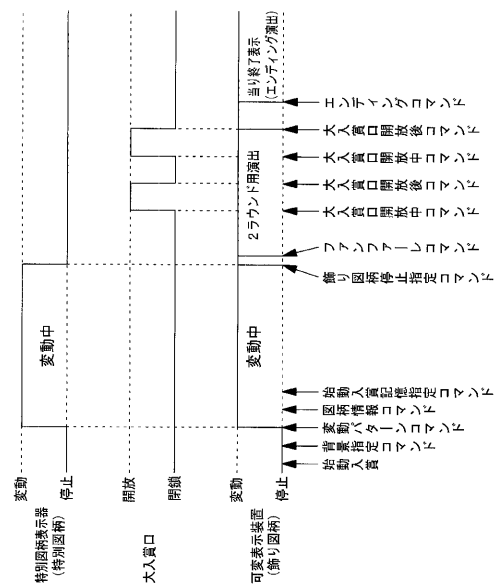 特別図柄表示器
(特別図柄)
変動
停止
変動中
大入賞口
開放
閉鎖
可変表示装置
(飾り図柄)
変動
停止
変動中
2ラウンド用演出
当り終了表示
(エンディング演出)
始動入賞
背景指定コマンド
変動パターンコマンド
図柄情報コマンド
始動入賞記憶指定コマンド
飾り図柄停止指定コマンド
ファンファーレコマンド
大入賞口開放中コマンド
大入賞口開放後コマンド
大入賞口開放中コマンド
大入賞口開放後コマンド
エンディングコマンド